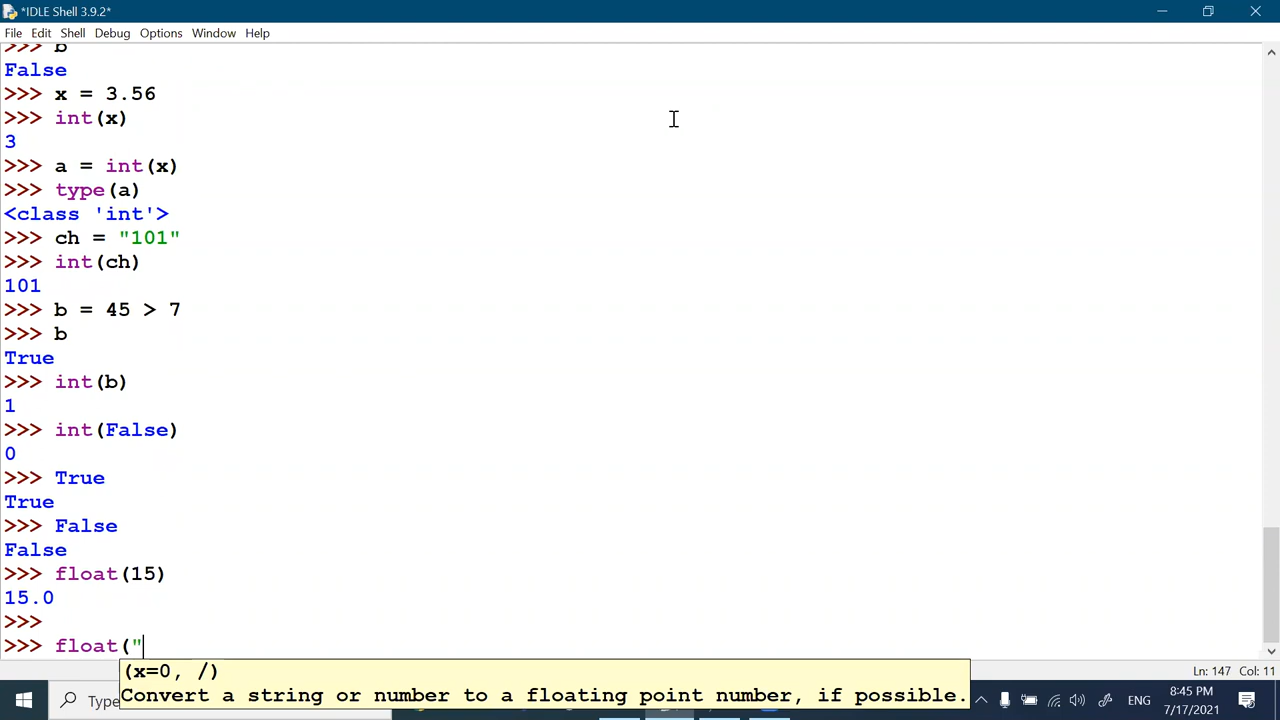 *IDLE Shell 3.9.2*
File Edit Shell Debug Options Window Help
>>> b
False
>>> x = 3.56
>>> int(x)
3
>>> a = int(x)
>>> type(a)
<class 'int'>
>>> ch = "101"
>>> int(ch)
101
>>> b = 45 > 7
>>> b
True
>>> int(b)
1
>>> int(False)
0
>>> True
True
>>> False
False
>>> float(15)
15.0
>>>
>>> float("
(x=0, /)
Convert a string or number to a floating point number, if possible.
Ln: 147 Col: 11
Type
ENG
8:45 PM
7/17/2021